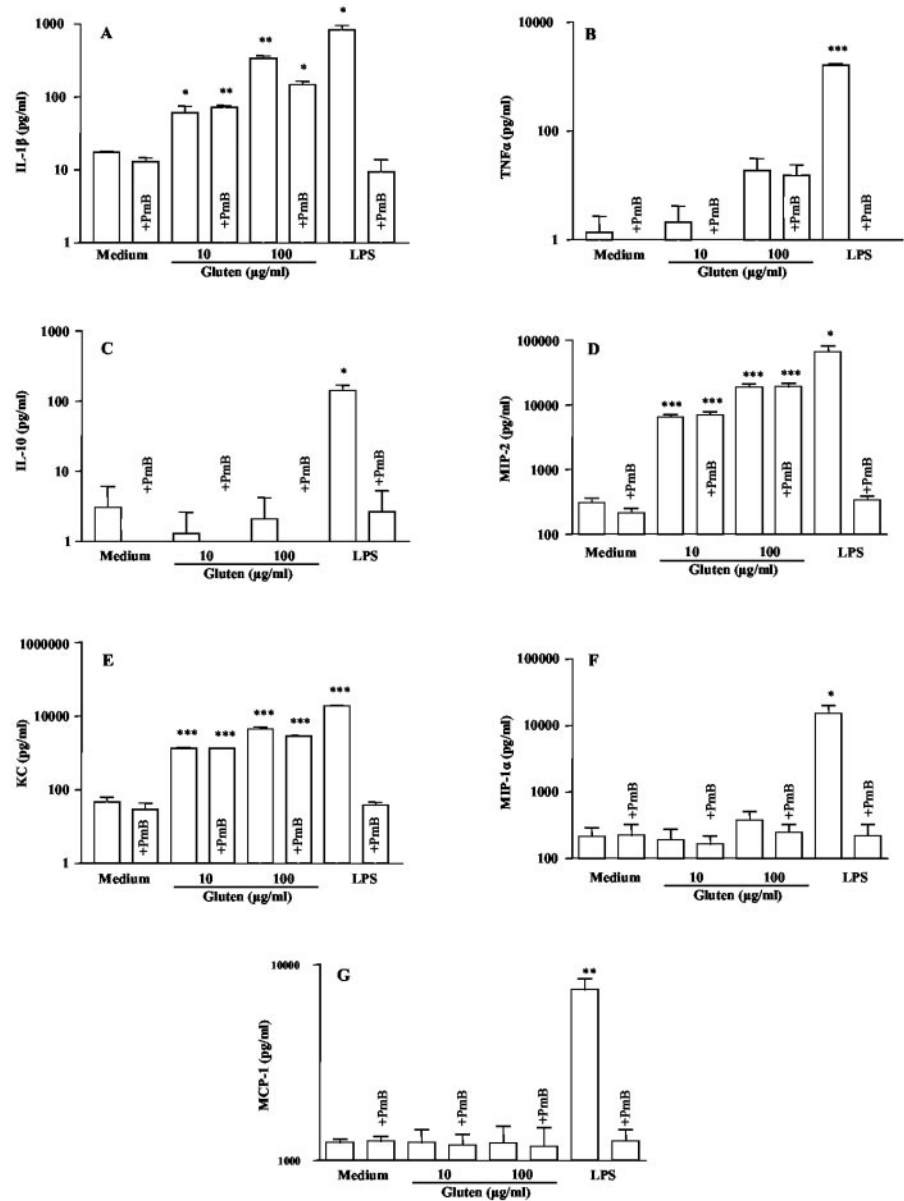 A
IL-1β (pg/ml)
1000
100
10
1
*
**
**
*
*
+PmB
+PmB
+PmB
+PmB
Medium
10
100
LPS
Gluten (µg/ml)
B
TNFα (pg/ml)
100
1
***
+PmB
+PmB
+PmB
+PmB
Medium
10
100
LPS
Gluten (µg/ml)
C
IL-10 (pg/ml)
1000
100
10
1
*
+PmB
+PmB
+PmB
+PmB
Medium
10
100
LPS
Gluten (µg/ml)
D
MIP-2 (pg/ml)
100000
10000
1000
100
***
***
***
***
*
+PmB
+PmB
+PmB
+PmB
Medium
10
100
LPS
Gluten (µg/ml)
E
KC (pg/ml)
1000000
10000
100
1
***
***
***
***
***
+PmB
+PmB
+PmB
+PmB
Medium
10
100
LPS
Gluten (µg/ml)
F
MIP-1α (pg/ml)
100000
10000
1000
100
*
+PmB
+PmB
+PmB
+PmB
Medium
10
100
LPS
Gluten (µg/ml)
G
MCP-1 (pg/ml)
10000
1000
**
+PmB
+PmB
+PmB
+PmB
Medium
10
100
LPS
Gluten (µg/ml)